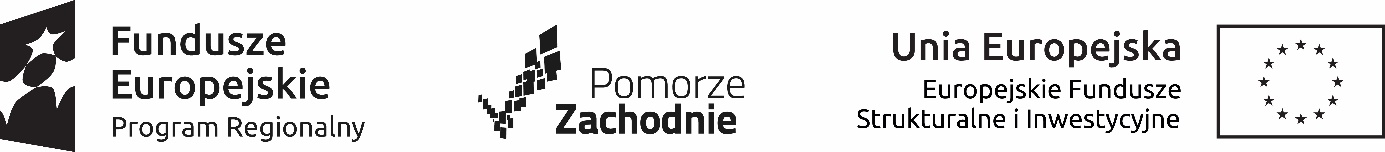 Fundusze
Europejskie
Program Regionalny
Pomorze
Zachodnie
Unia Europejska
Europejskie Fundusze
Strukturalne i Inwestycyjne